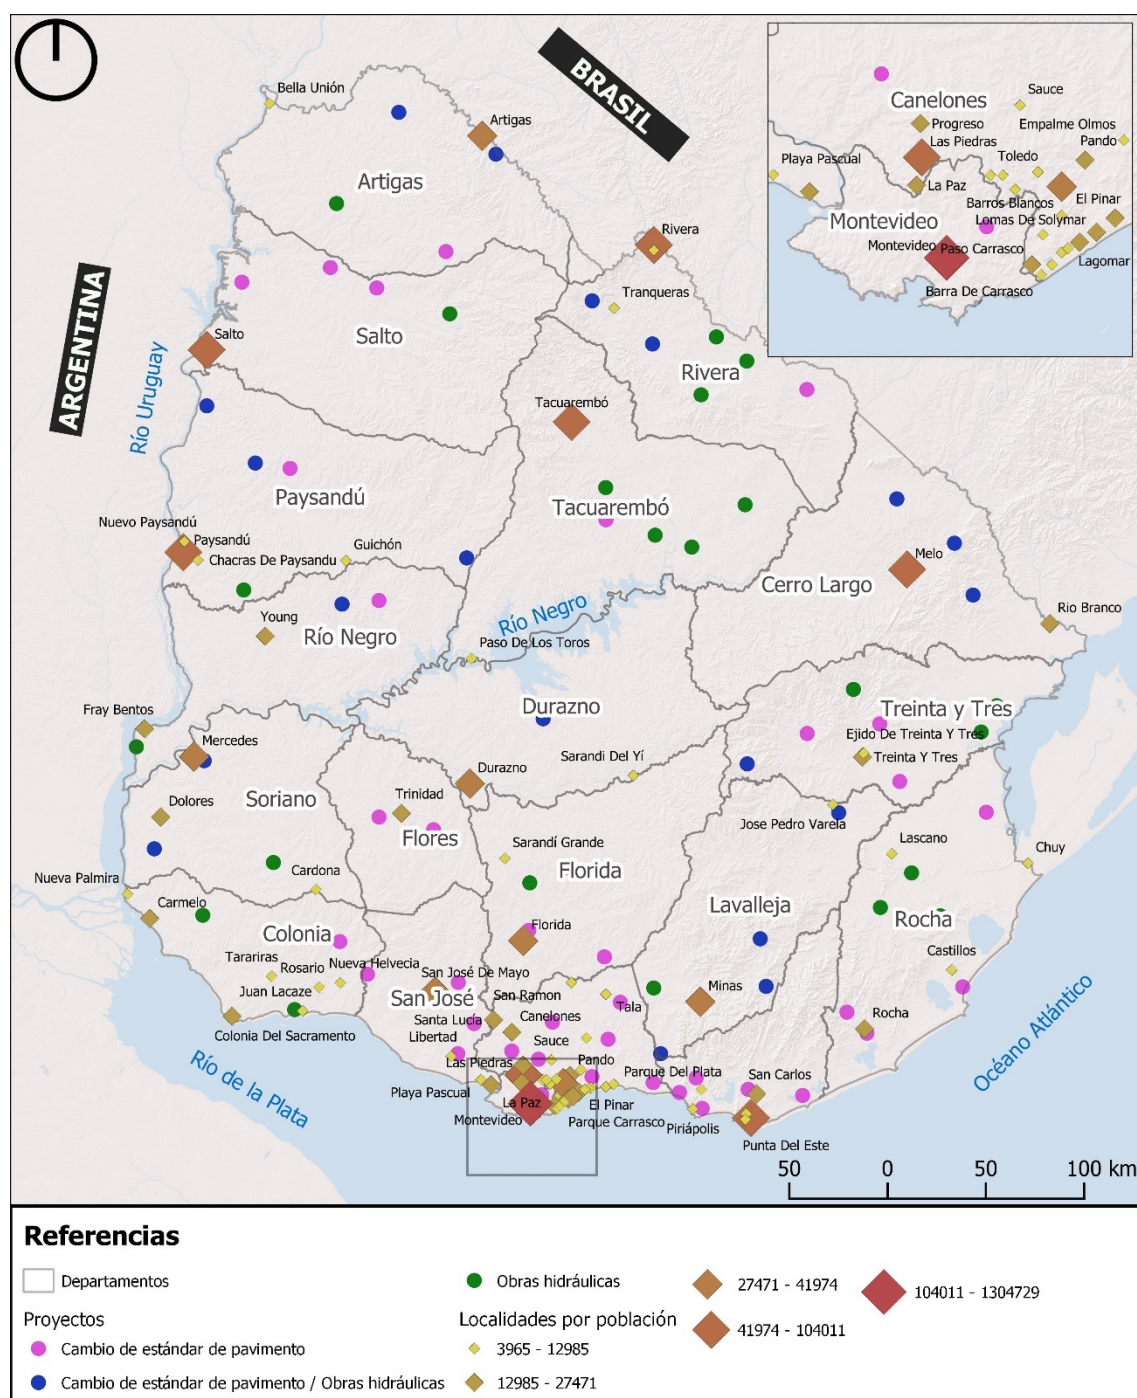 BRASIL
ARGENTINA
Bella Unión
Artigas
Artigas
Rivera
Tranqueras
Salto
Salto
Rivera
Río Uruguay
Tacuarembó
Paysandú
Tacuarembó
Nuevo Paysandú
Paysandú
Chacras De Paysandu
Guichón
Melo
Cerro Largo
Young
Río Negro
Río Negro
Rio Branco
Paso De Los Toros
Fray Bentos
Durazno
Treinta y Tres
Mercedes
Ejido De Treinta Y Tres
Treinta Y Tres
Sarandi Del Yí
Durazno
Soriano
Dolores
Trinidad
Flores
Jose Pedro Varela
Sarandí Grande
Florida
Lascano
Chuy
Nueva Palmira
Cardona
Carmelo
Lavalleja
Rocha
Colonia
Florida
Tarariras
Rosario
Nueva Helvecia
San José De Mayo
Castillos
Juan Lacaze
San José
San Ramon
Tala
Minas
Rocha
Colonia Del Sacramento
Santa Lucía
Canelones
Libertad
Sauce
Las Piedras
Pando
Parque Del Plata
San Carlos
Playa Pascual
La Paz
El Pinar
Montevideo
Parque Carrasco
Piriápolis
Punta Del Este
Río de la Plata
Océano Atlántico
50 0 50 100 km
Canelones
Sauce
Progreso
Empalme Olmos
Las Piedras
Pando
Playa Pascual
Toledo
La Paz
Barros Blancos
El Pinar
Montevideo
Lomas De Solymar
Montevideo
Paso Carrasco
Lagomar
Barra De Carrasco
Referencias
Departamentos
Proyectos
Cambio de estándar de pavimento
Cambio de estándar de pavimento / Obras hidráulicas
Obras hidráulicas
Localidades por población
3965 - 12985
12985 - 27471
27471 - 41974
41974 - 104011
104011 - 1304729